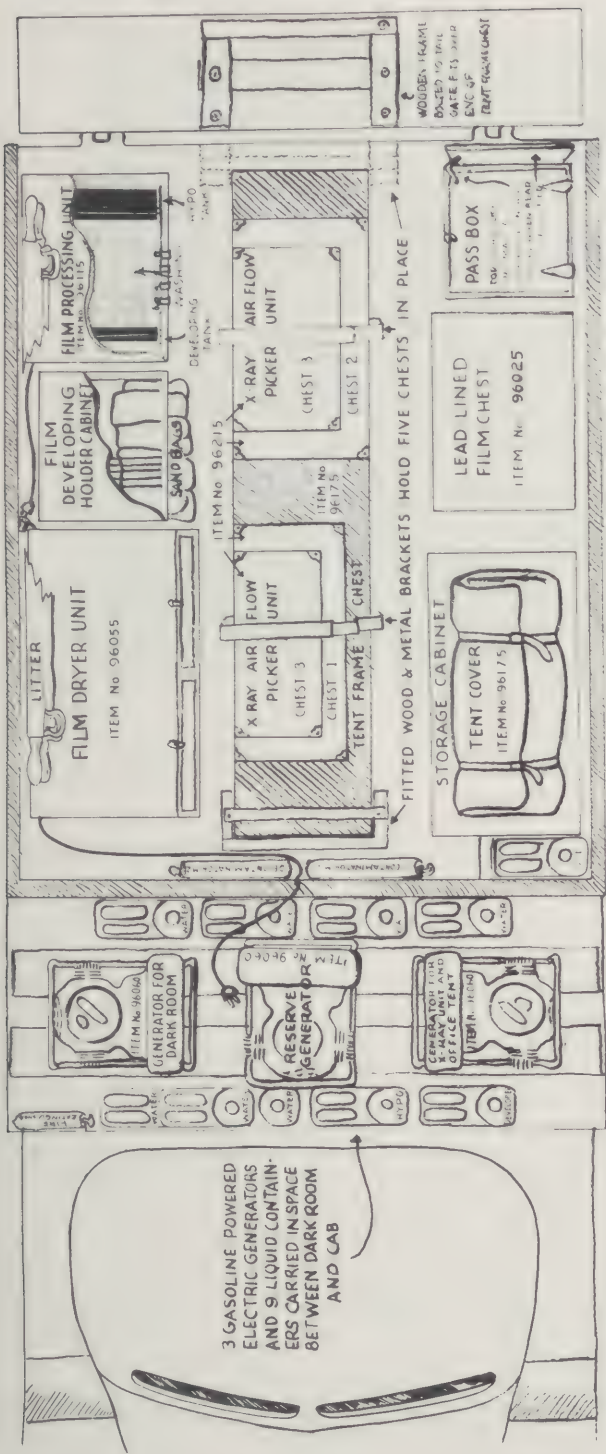 WOODEN FRAME
BOLTED TO TAIL
GATE FITS OVER
END OF
TENT FRAME CHEST
FILM PROCESSING UNIT
ITEM No 96115
HYPO
TANK
WASHING
DEVELOPING
TANK
FILM
DEVELOPING
HOLDER CABINET
SAND BAGS
LITTER
FILM DRYER UNIT
ITEM No 96055
X RAY AIR FLOW
PICKER UNIT
CHEST 3
CHEST 2
ITEM No 96215
ITEM No
96175
X RAY AIR FLOW
PICKER UNIT
CHEST 3
CHEST 1
TENT FRAME CHEST
FITTED WOOD & METAL BRACKETS HOLD FIVE CHESTS IN PLACE
PASS BOX
LEAD LINED
FILM CHEST
ITEM No 96025
STORAGE CABINET
TENT COVER
ITEM No 96175
WATER
WATER
ITEM No 96060
GENERATOR FOR
DARK ROOM
ITEM No 96060
RESERVE
GENERATOR
GENERATOR FOR
X-RAY UNIT AND
OFFICE TENT
FIRE
WATER
WATER
WATER
HYPO
3 GASOLINE POWERED
ELECTRIC GENERATORS
AND 9 LIQUID CONTAIN-
ERS CARRIED IN SPACE
BETWEEN DARK ROOM
AND CAB